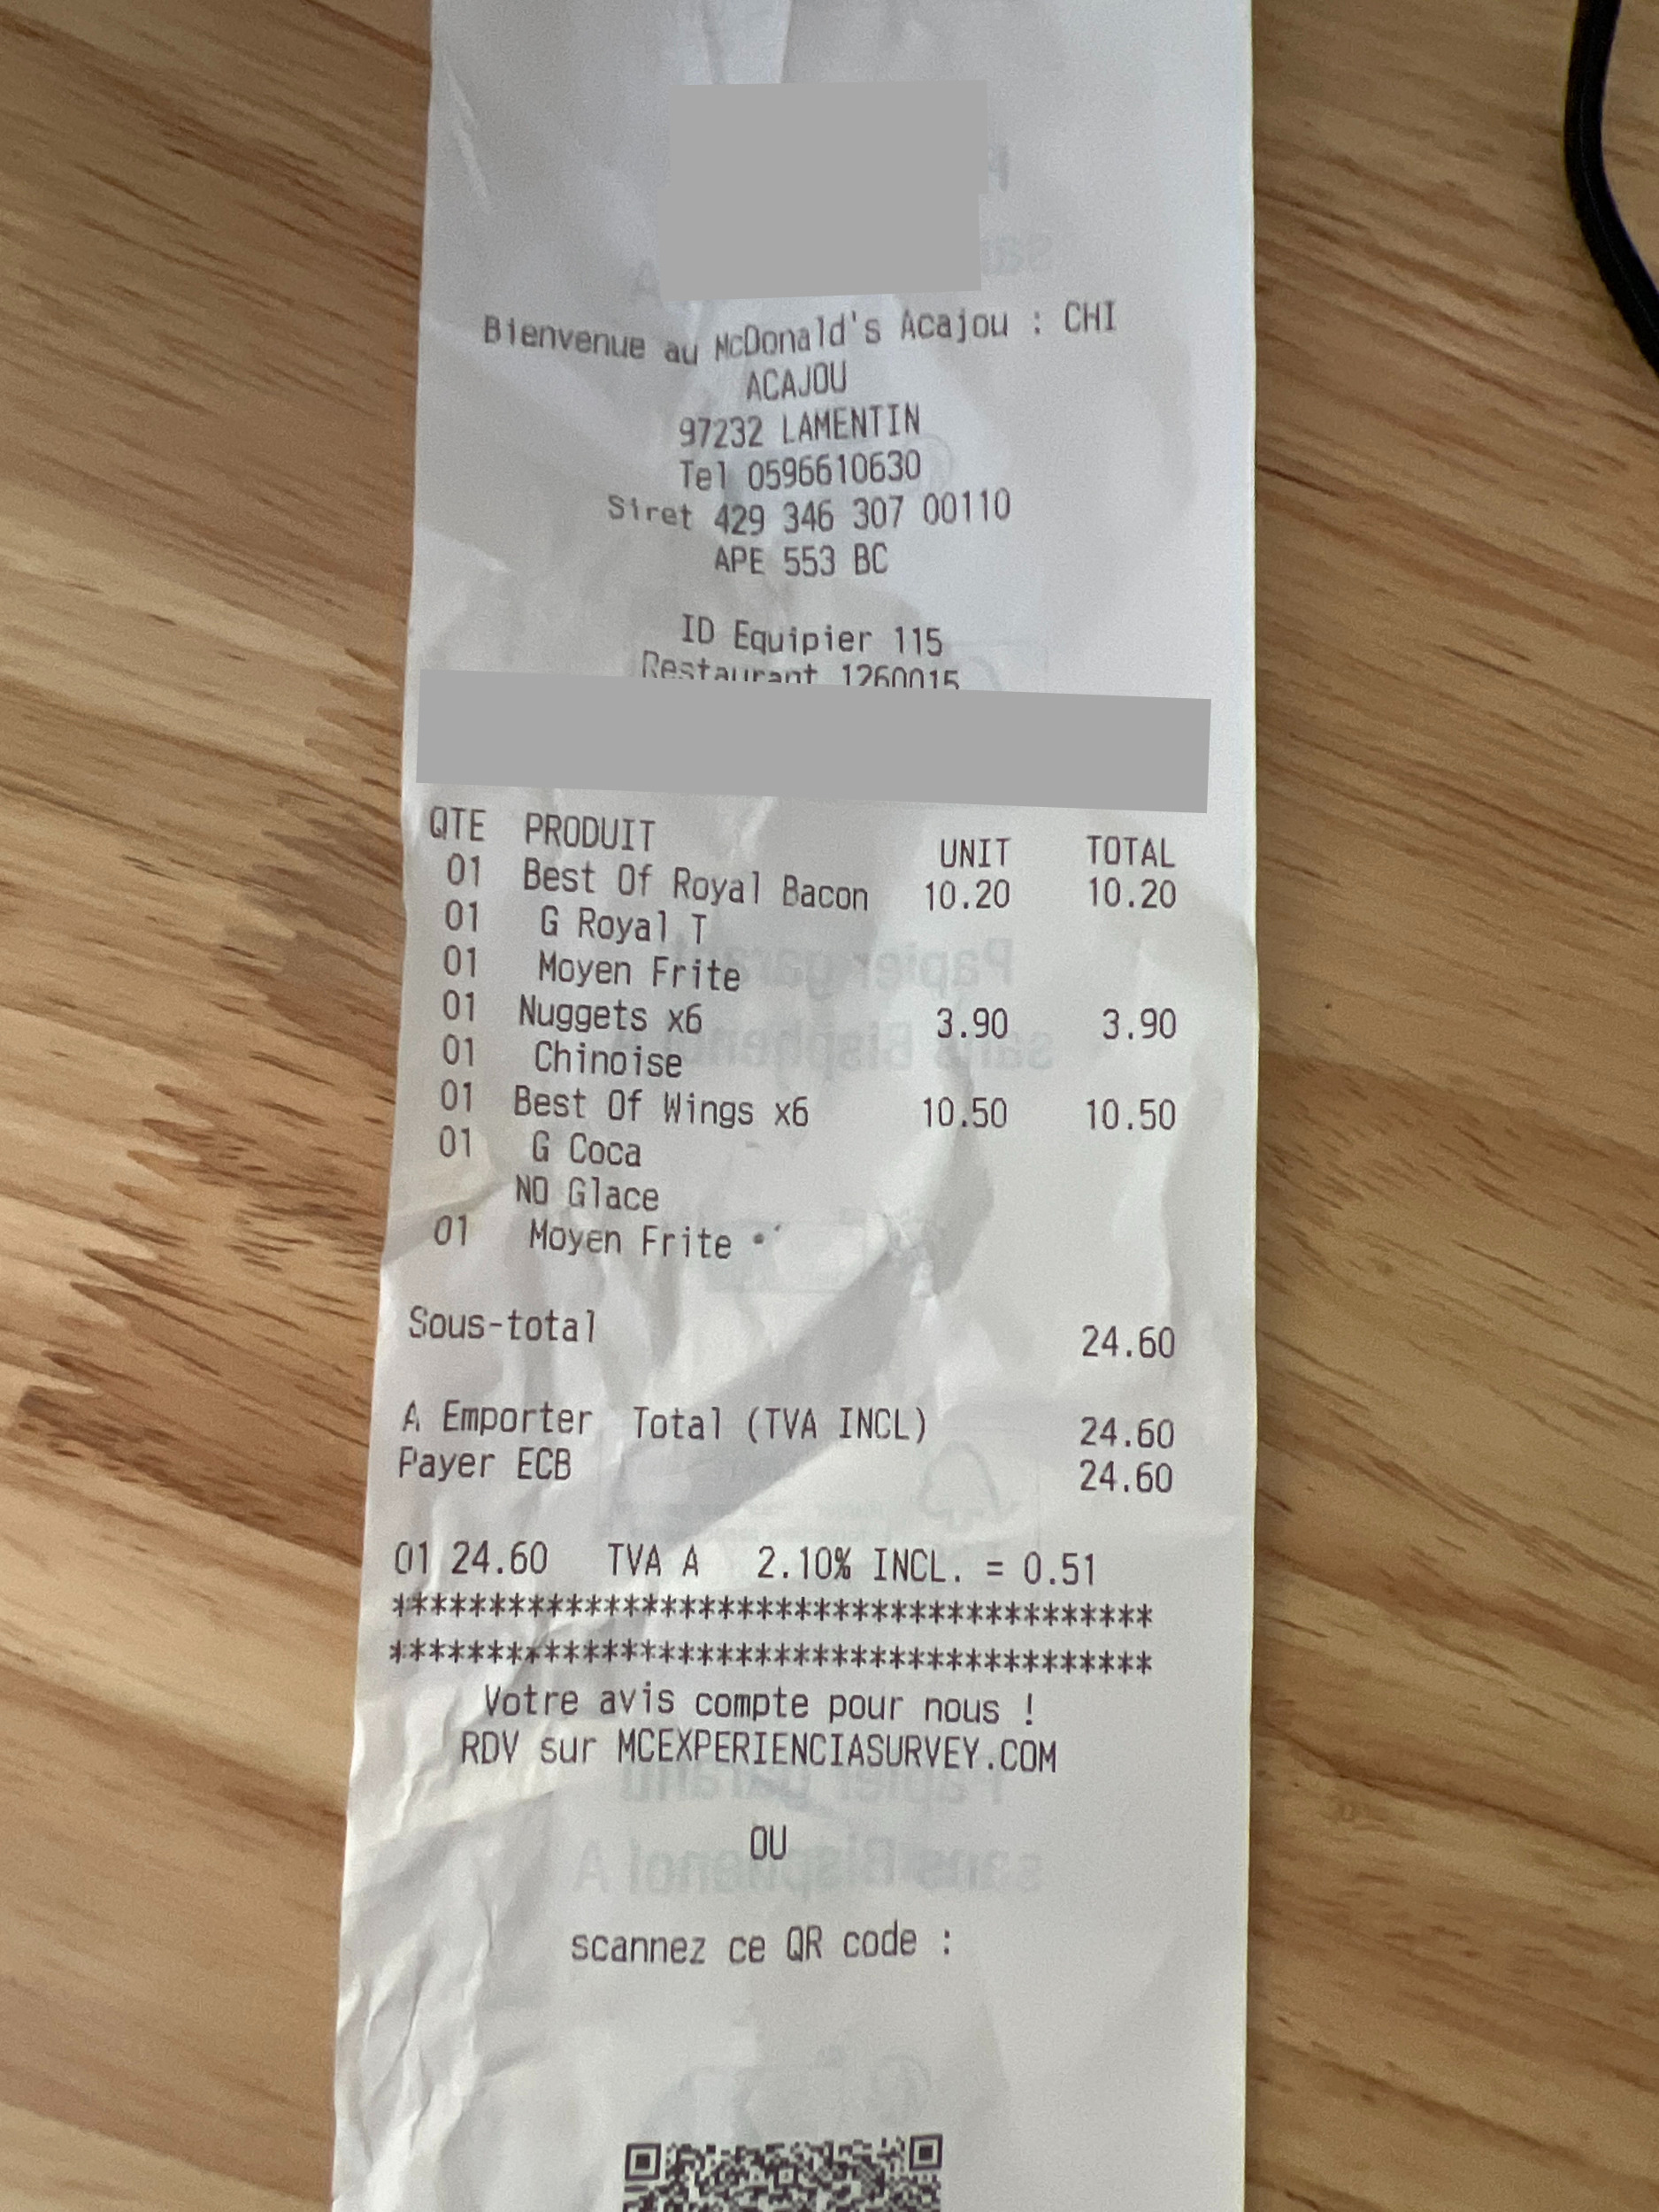 Bienvenue au McDonald's Acajou : CHI
ACAJOU
97232 LAMENTIN
Tel 0596610630
Siret 429 346 307 00110
APE 553 BC
ID Equipier 115
Restaurant 1260015
QTE PRODUIT UNIT TOTAL
01 Best Of Royal Bacon 10.20 10.20
01 G Royal T
01 Moyen Frite
01 Nuggets x6 3.90 3.90
01 Chinoise
01 Best Of Wings x6 10.50 10.50
01 G Coca
NO Glace
01 Moyen Frite
Sous-total 24.60
A Emporter Total (TVA INCL) 24.60
Payer ECB 24.60
01 24.60 TVA A 2.10% INCL. = 0.51
****************************************
****************************************
Votre avis compte pour nous !
RDV sur MCEXPERIENCIASURVEY.COM
OU
scannez ce QR code :